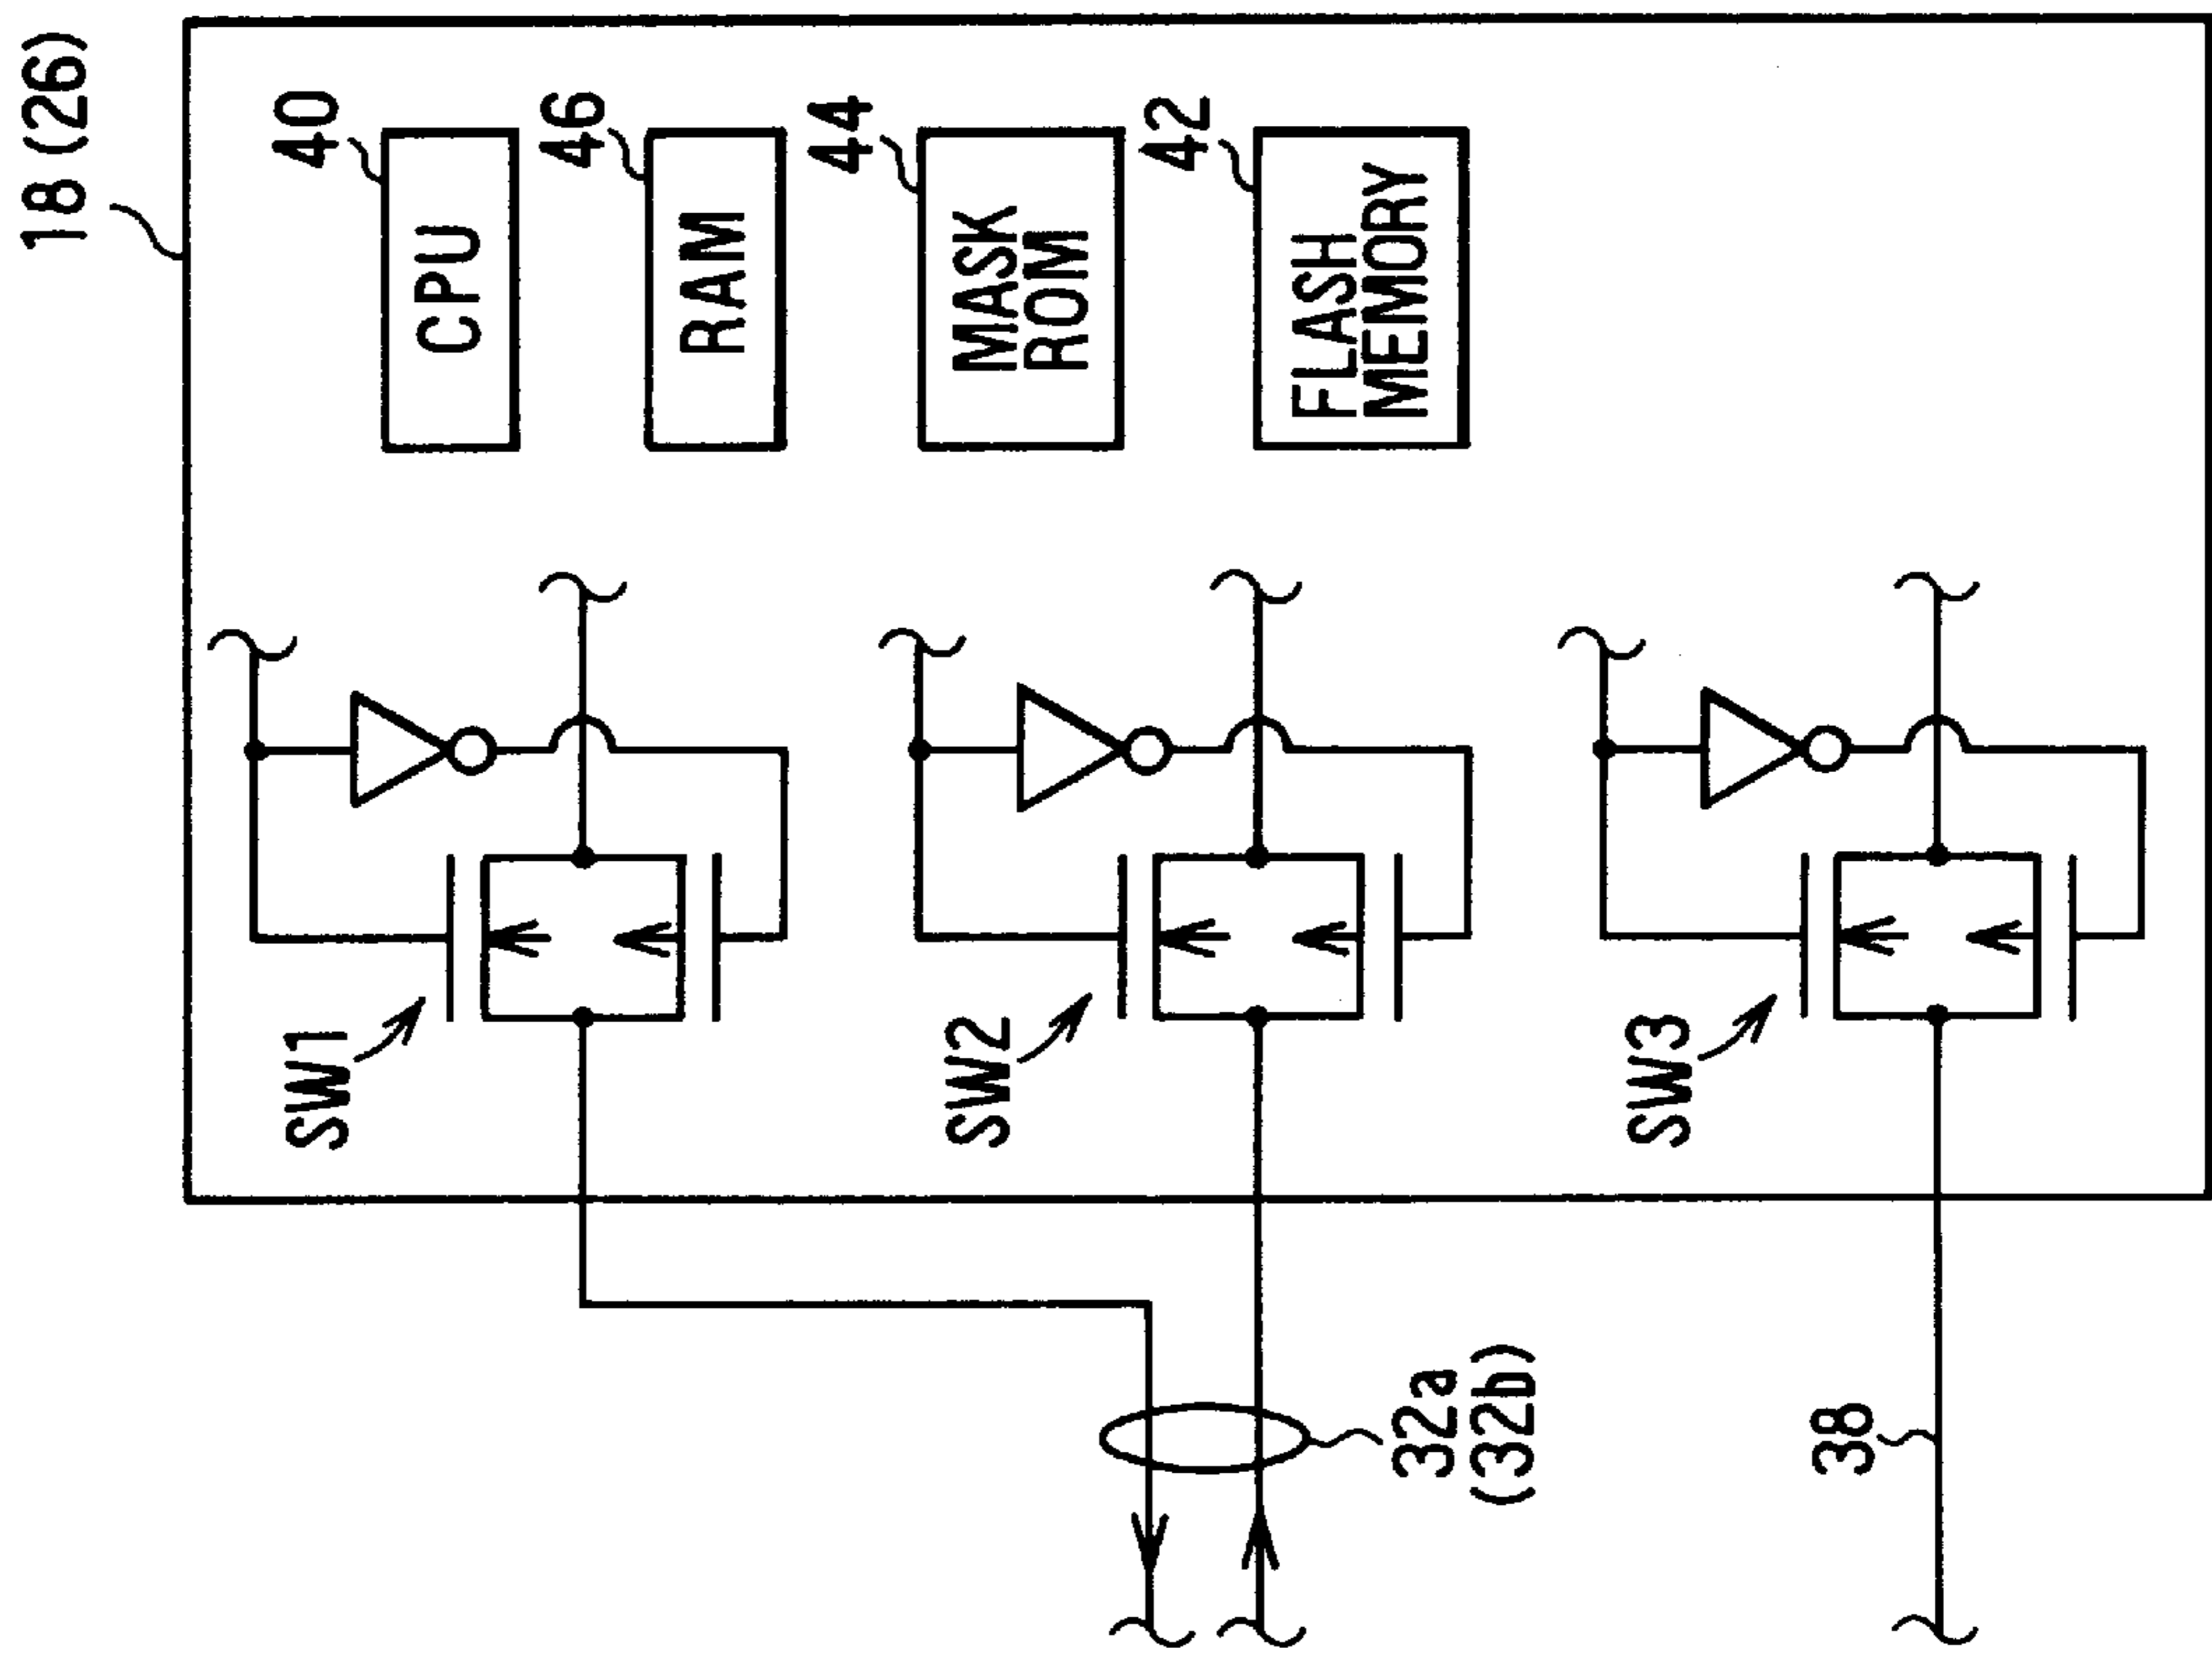 18 (26)
40
CPU
46
RAM
44
MASK
ROM
42
FLASH
MEMORY
SW1
SW2
SW3
32a
(32b)
38